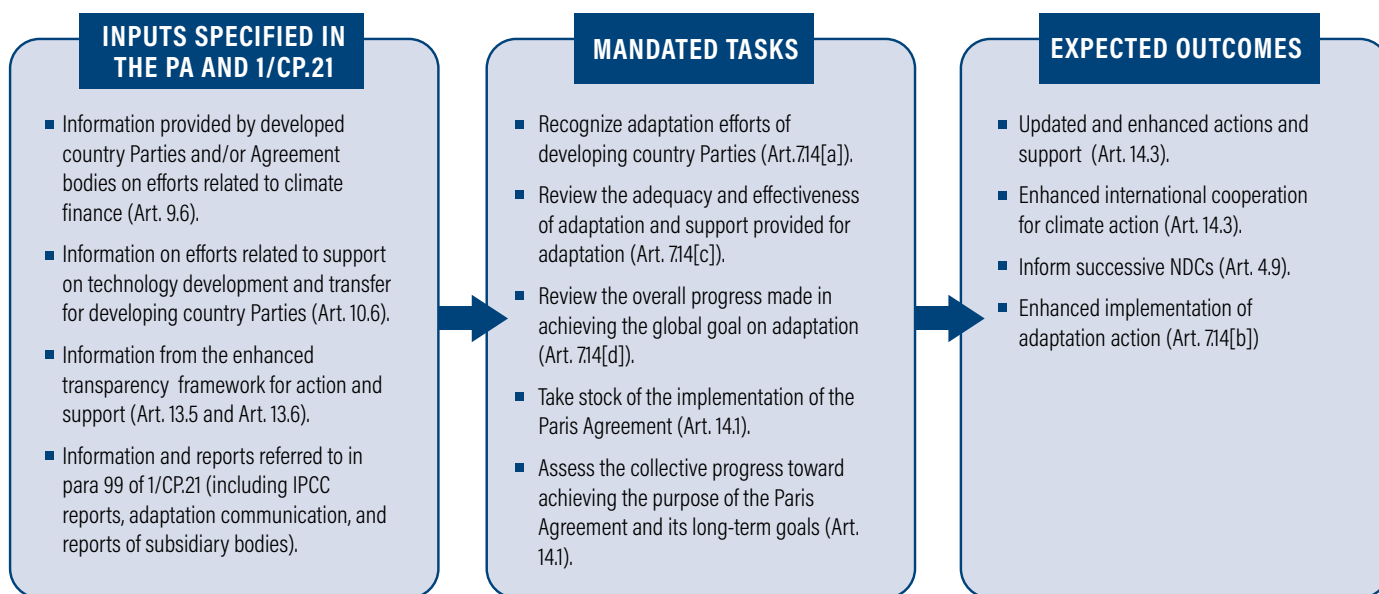 INPUTS SPECIFIED IN
THE PA AND 1/CP.21
■ Information provided by developed
country Parties and/or Agreement
bodies on efforts related to climate
finance (Art. 9.6).
■ Information on efforts related to support
on technology development and transfer
for developing country Parties (Art. 10.6).
■ Information from the enhanced
transparency framework for action and
support (Art. 13.5 and Art. 13.6).
■ Information and reports referred to in
para 99 of 1/CP.21 (including IPCC
reports, adaptation communication, and
reports of subsidiary bodies).
MANDATED TASKS
■ Recognize adaptation efforts of
developing country Parties (Art.7.14[a]).
■ Review the adequacy and effectiveness
of adaptation and support provided for
adaptation (Art. 7.14[c]).
■ Review the overall progress made in
achieving the global goal on adaptation
(Art. 7.14[d]).
■ Take stock of the implementation of the
Paris Agreement (Art. 14.1).
■ Assess the collective progress toward
achieving the purpose of the Paris
Agreement and its long-term goals (Art.
14.1).
EXPECTED OUTCOMES
■ Updated and enhanced actions and
support (Art. 14.3).
■ Enhanced international cooperation
for climate action (Art. 14.3).
■ Inform successive NDCs (Art. 4.9).
■ Enhanced implementation of
adaptation action (Art. 7.14[b])